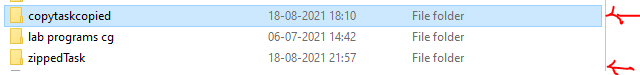 copytaskcopied 18-08-2021 18:10 File folder
lab programs cg 06-07-2021 14:42 File folder
zippedTask 18-08-2021 21:57 File folder